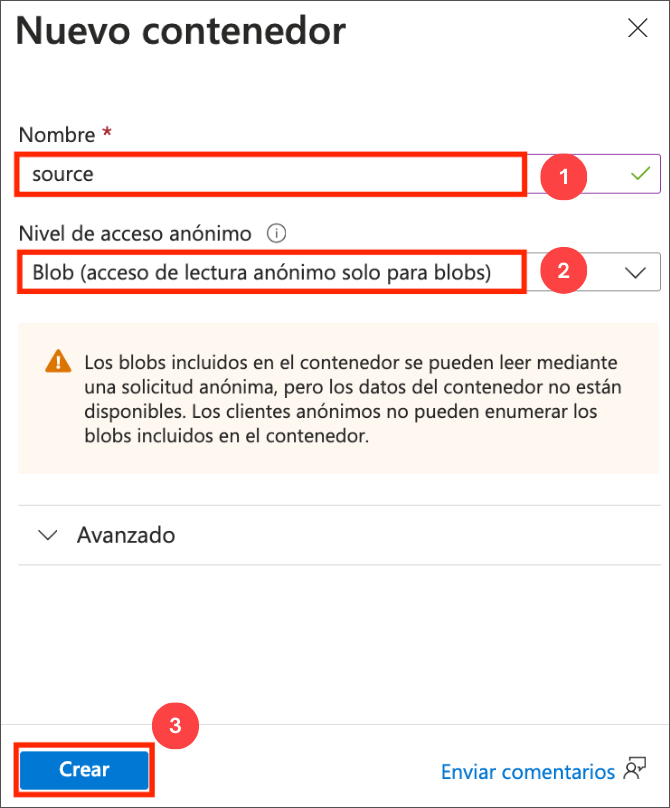 Nuevo contenedor
Nombre *
source
1
Nivel de acceso anónimo
Blob (acceso de lectura anónimo solo para blobs)
2
Los blobs incluidos en el contenedor se pueden leer mediante
una solicitud anónima, pero los datos del contenedor no están
disponibles. Los clientes anónimos no pueden enumerar los
blobs incluidos en el contenedor.
Avanzado
3
Crear
Enviar comentarios